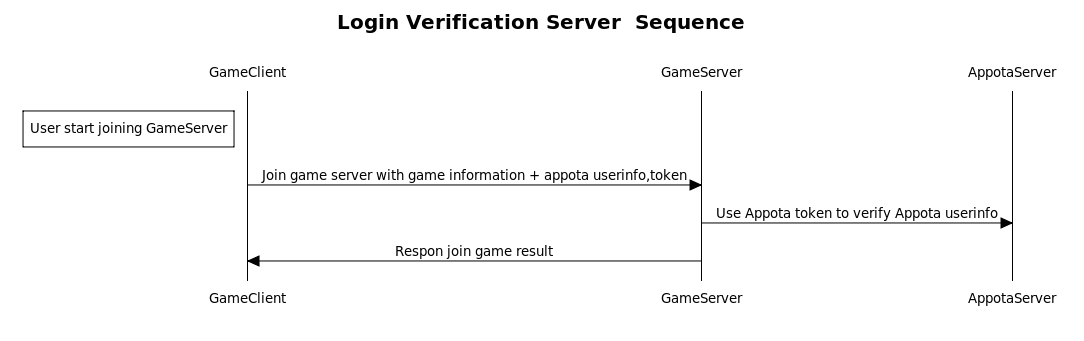 Login Verification Server  Sequence
GameClient
GameServer
AppotaServer
User start joining GameServer
Join game server with game information + appota userinfo,token
Use Appota token to verify Appota userinfo
Respon join game result
GameClient
GameServer
AppotaServer